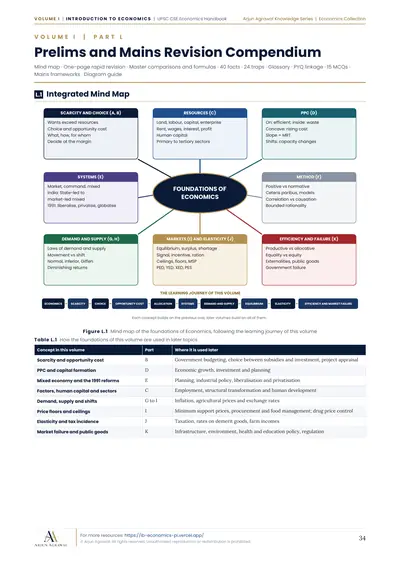 VOLUME I | INTRODUCTION TO ECONOMICS | UPSC CSE Economics Handbook
Arjun Agrawal Knowledge Series | Economics Collection
VOLUME I | PART L
Prelims and Mains Revision Compendium
Mind map · One-page rapid revision · Master comparisons and formulas · 40 facts · 24 traps · Glossary · PYQ linkage · 15 MCQs ·
Mains frameworks · Diagram guide
L.1 Integrated Mind Map
SCARCITY AND CHOICE (A, B)
Wants exceed resources
Choice and opportunity cost
What, how, for whom
Decide at the margin
RESOURCES (C)
Land, labour, capital, enterprise
Rent, wages, interest, profit
Human capital
Primary to tertiary sectors
PPC (D)
On: efficient; inside: waste
Concave: rising cost
Slope = MRT
Shifts: capacity changes
SYSTEMS (E)
Market, command, mixed
India: State-led to
market-led mixed
1991: liberalise, privatise, globalise
FOUNDATIONS OF
ECONOMICS
METHOD (F)
Positive vs normative
Ceteris paribus, models
Correlation vs causation
Bounded rationality
DEMAND AND SUPPLY (G, H)
Laws of demand and supply
Movement vs shift
Normal, inferior, Giffen
Diminishing returns
MARKETS (I) AND ELASTICITY (J)
Equilibrium, surplus, shortage
Signal, incentive, ration
Ceilings, floors, MSP
PED, YED, XED, PES
EFFICIENCY AND FAILURE (K)
Productive vs allocative
Equality vs equity
Externalities, public goods
Government failure
THE LEARNING JOURNEY OF THIS VOLUME
ECONOMICS
SCARCITY
CHOICE
OPPORTUNITY COST
ALLOCATION
SYSTEMS
DEMAND AND SUPPLY
EQUILIBRIUM
ELASTICITY
EFFICIENCY AND MARKET FAILURE
Each concept builds on the previous one; later volumes build on all of them.
Figure L.1 Mind map of the foundations of Economics, following the learning journey of this volume
Table L.1 How the foundations of this volume are used in later topics
Concept in this volume Part Where it is used later
Scarcity and opportunity cost B Government budgeting, choice between subsidies and investment, project appraisal
PPC and capital formation D Economic growth, investment and planning
Mixed economy and the 1991 reforms E Planning, industrial policy, liberalisation and privatisation
Factors, human capital and sectors C Employment, structural transformation and human development
Demand, supply and shifts G to I Inflation, agricultural prices and exchange rates
Price floors and ceilings I Minimum support prices, procurement and food management; drug price control
Elasticity and tax incidence J Taxation, rates on demerit goods, farm incomes
Market failure and public goods K Infrastructure, environment, health and education policy, regulation
ARJUN AGRAWAL
For more resources: https://ib-economics-pi.vercel.app/
© Arjun Agrawal. All rights reserved. Unauthorised reproduction or redistribution is prohibited.
34